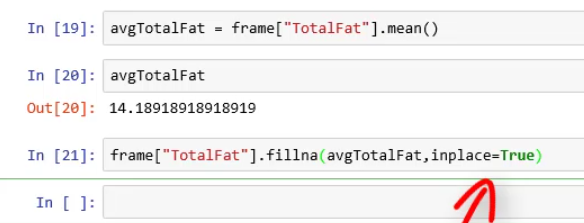 In [19]: avgTotalFat = frame["TotalFat"].mean()
In [20]: avgTotalFat
Out[20]: 14.18918918918919
In [21]: frame["TotalFat"].fillna(avgTotalFat,inplace=True)
In [ ]: